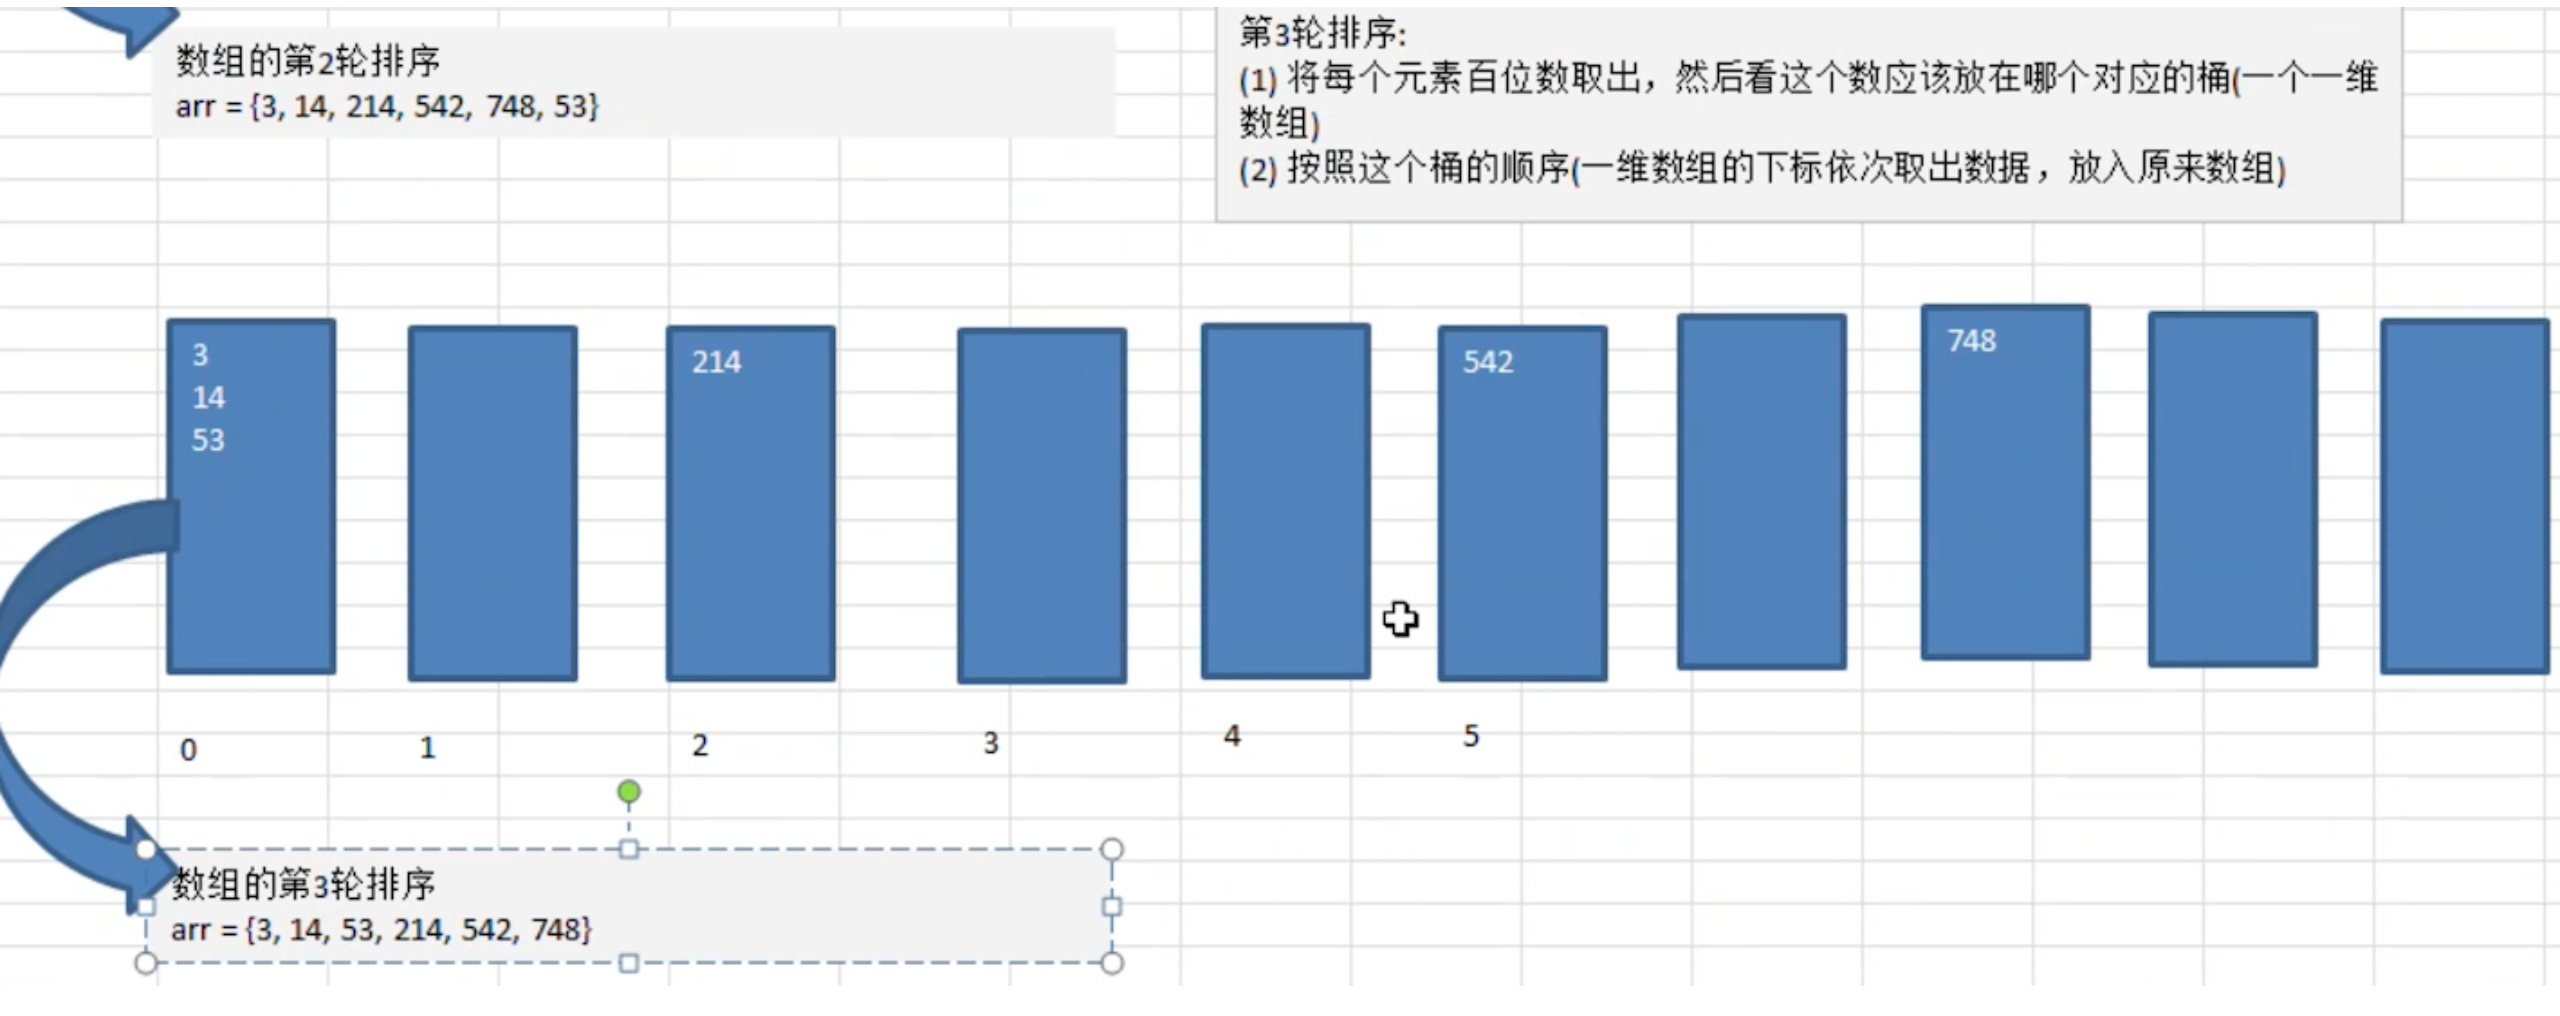 数组的第2轮排序
arr = {3, 14, 214, 542, 748, 53}
第3轮排序:
(1) 将每个元素百位数取出，然后看这个数应该放在哪个对应的桶(一个一维
数组)
(2) 按照这个桶的顺序(一维数组的下标依次取出数据，放入原来数组)
3
14
53
214
542
748
0
1
2
3
4
5
数组的第3轮排序
arr = {3, 14, 53, 214, 542, 748}